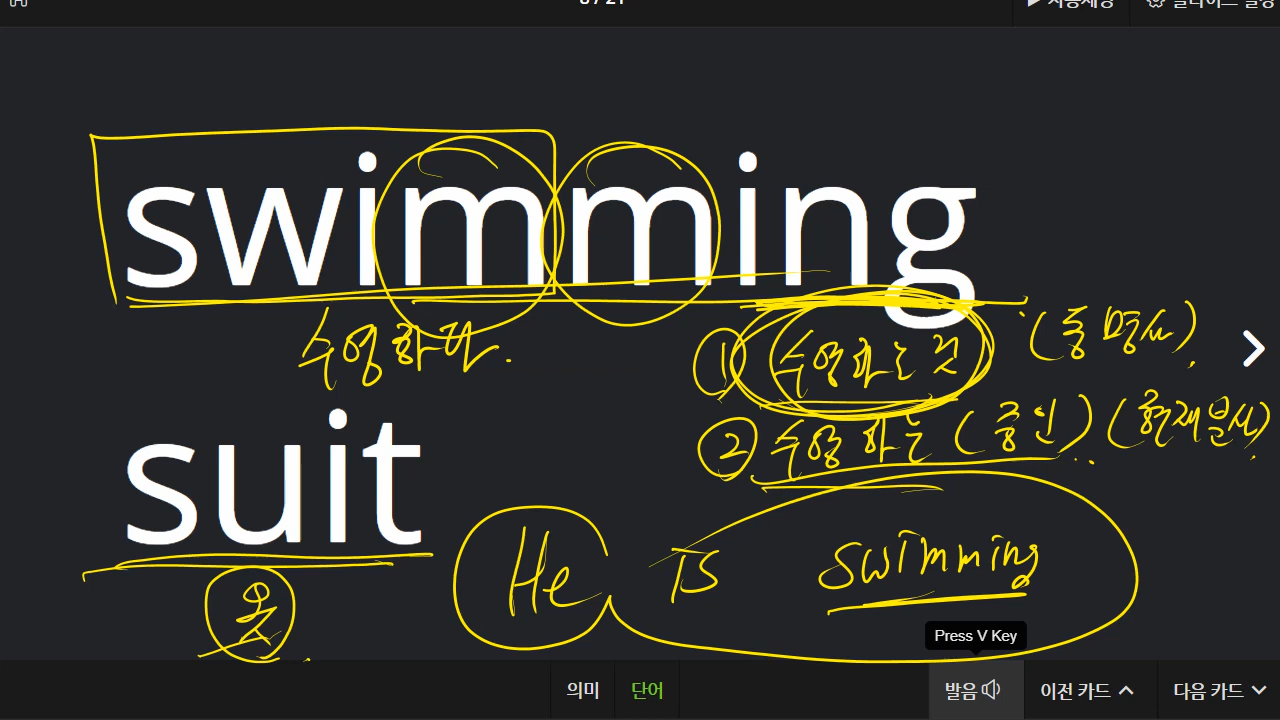 swimming
수영하다.
① 수영하는 것 (동명사).
② 수영하는 (중인) (현재분사).
suit
옷
He is swimming
Press V Key
의미 단어 발음 이전 카드 다음 카드